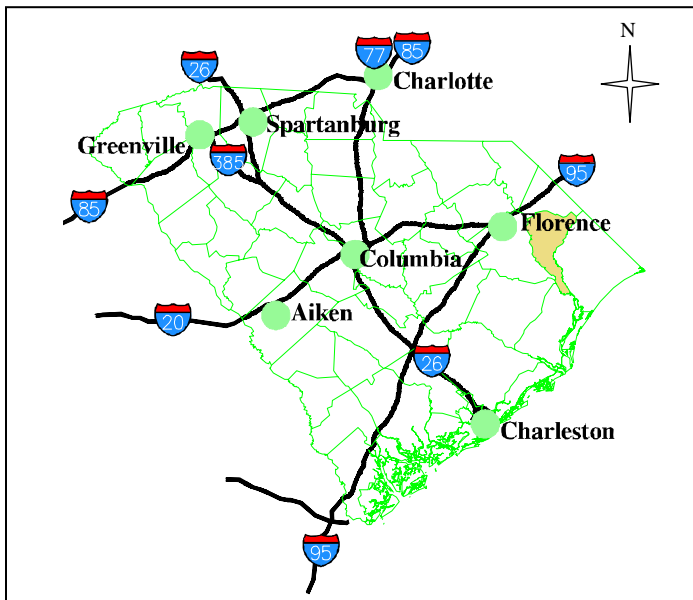 N
77
85
26
Charlotte
Spartanburg
Greenville
385
95
85
Florence
Columbia
20
Aiken
26
Charleston
95